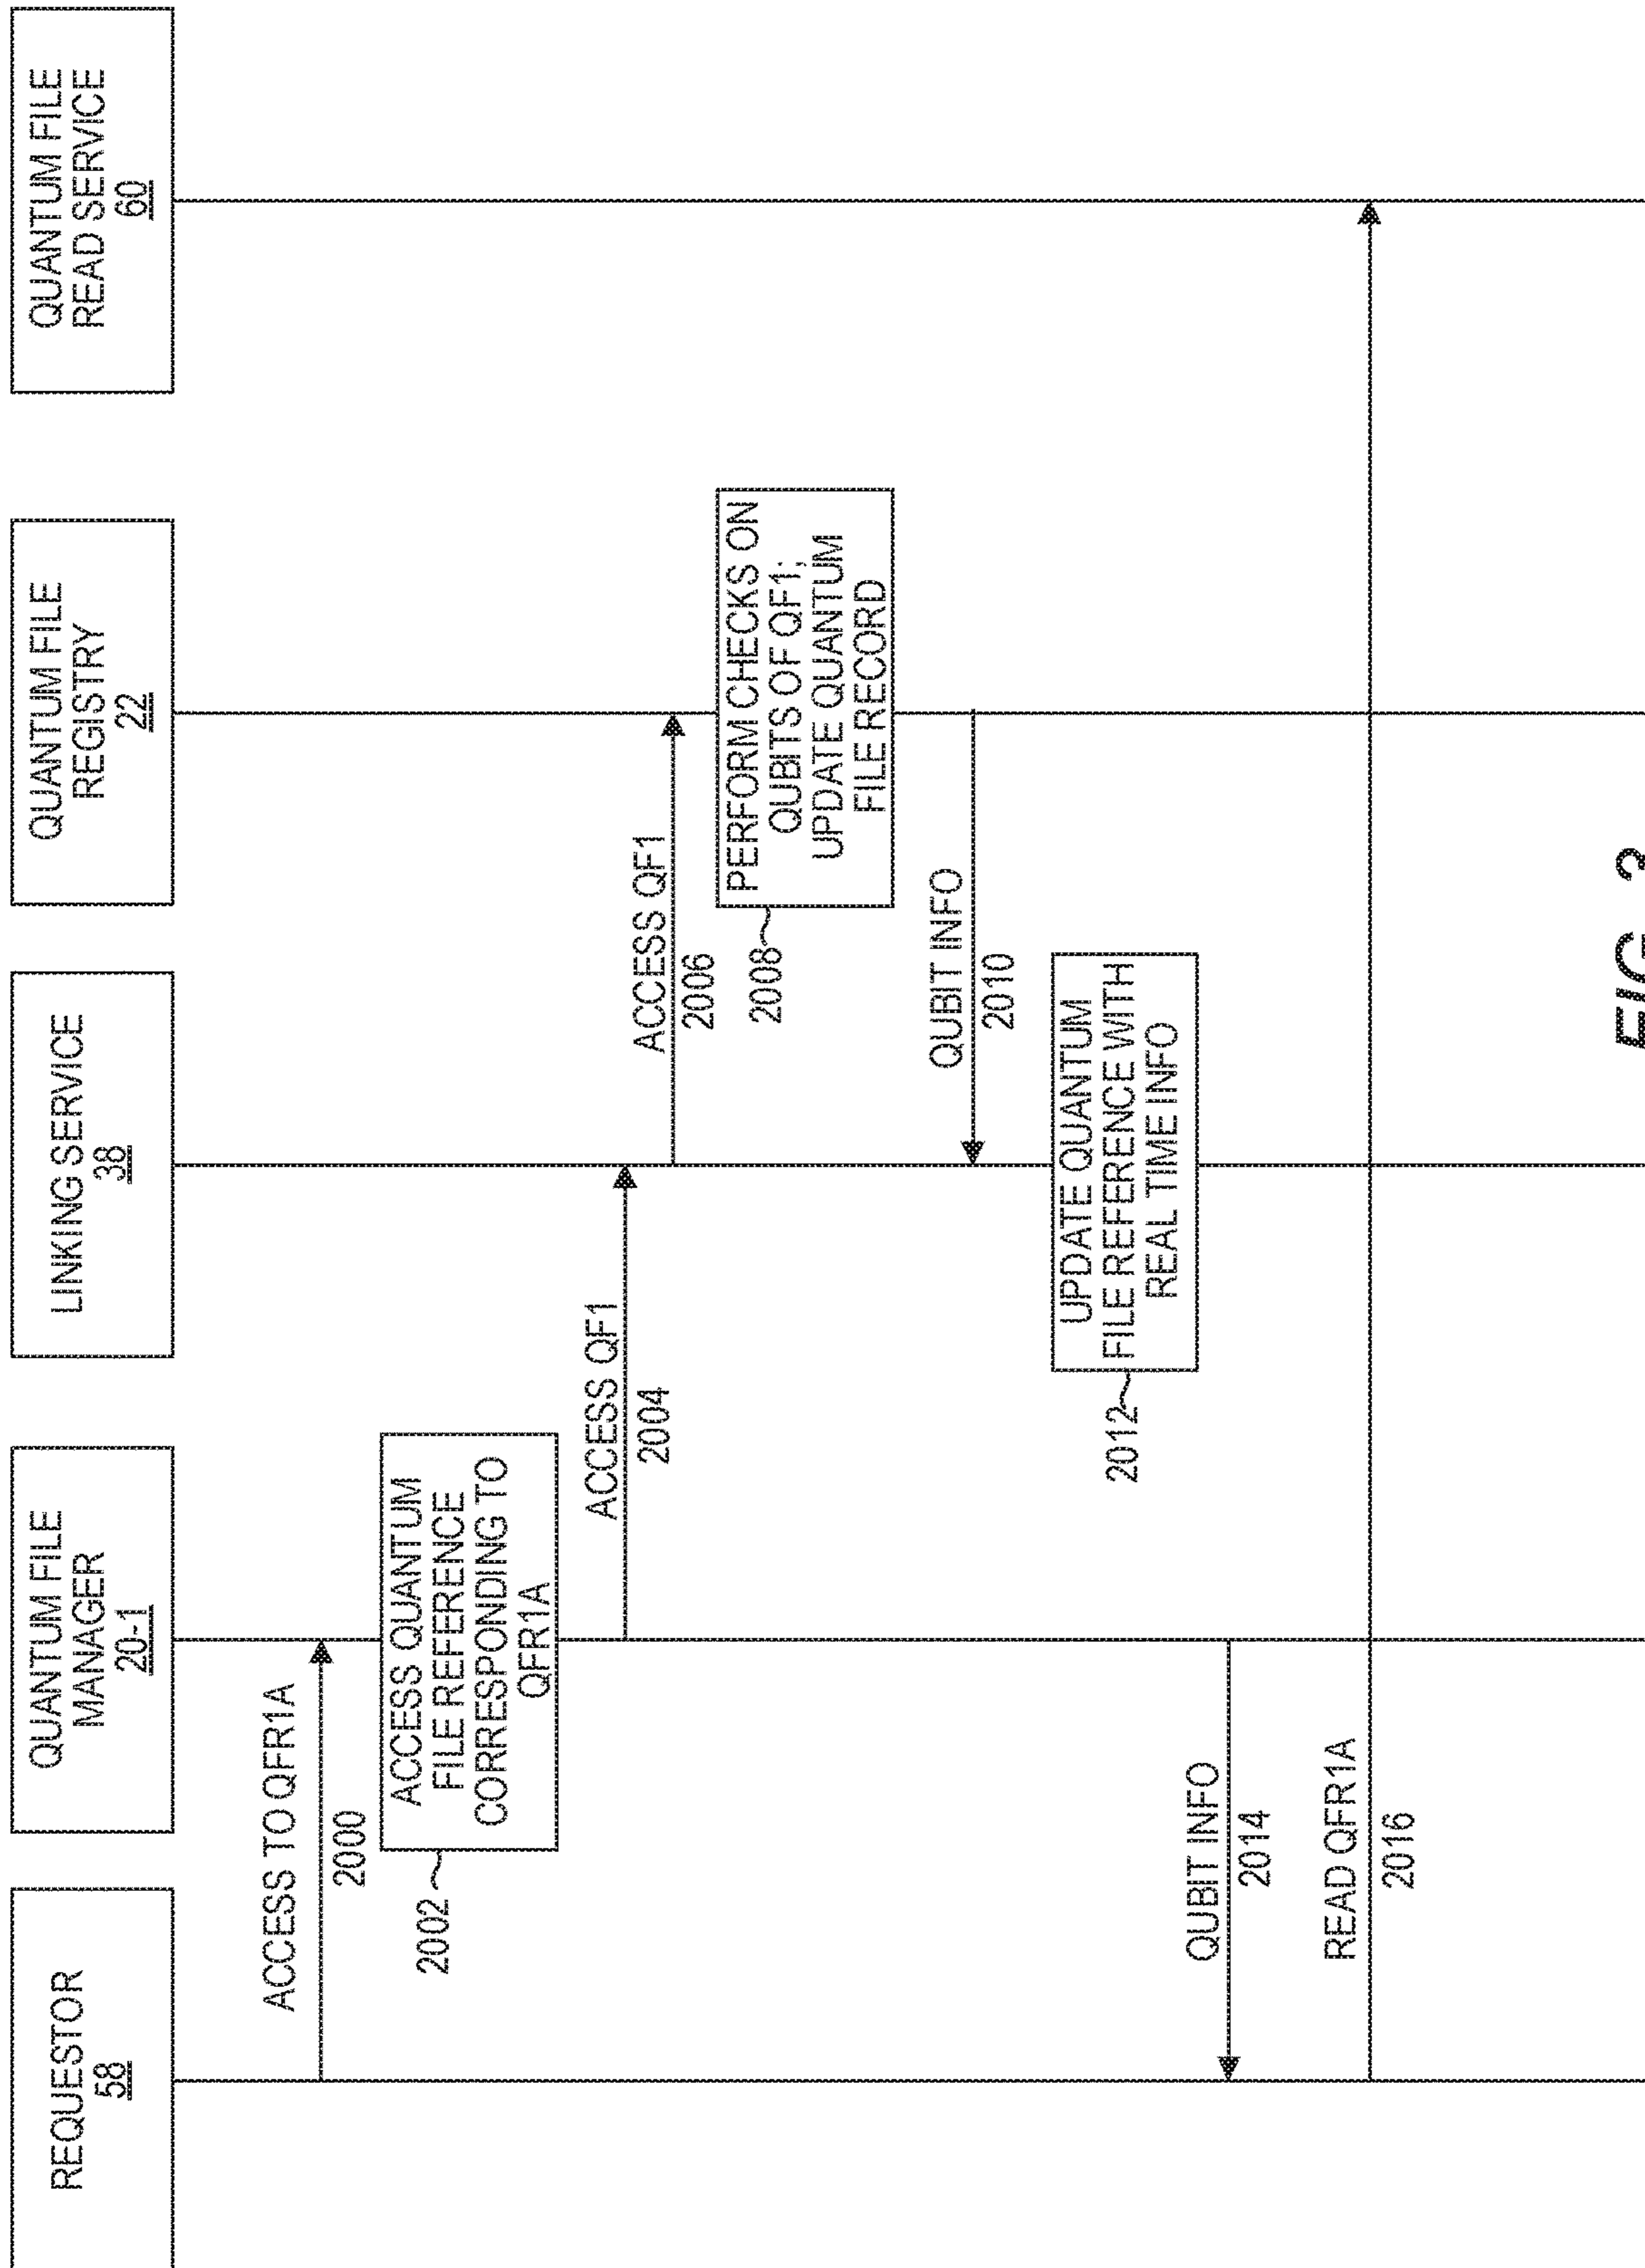 REQUESTOR
58
QUANTUM FILE
MANAGER
20-1
LINKING SERVICE
38
QUANTUM FILE
REGISTRY
22
QUANTUM FILE
READ SERVICE
60
ACCESS TO QFR1A
2000
2002
ACCESS QUANTUM
FILE REFERENCE
CORRESPONDING TO
QFR1A
ACCESS QF1
2004
ACCESS QF1
2006
2008
PERFORM CHECKS ON
QUBITS OF QF1;
UPDATE QUANTUM
FILE RECORD
QUBIT INFO
2010
2012
UPDATE QUANTUM
FILE REFERENCE WITH
REAL TIME INFO
QUBIT INFO
2014
READ QFR1A
2016
FIG